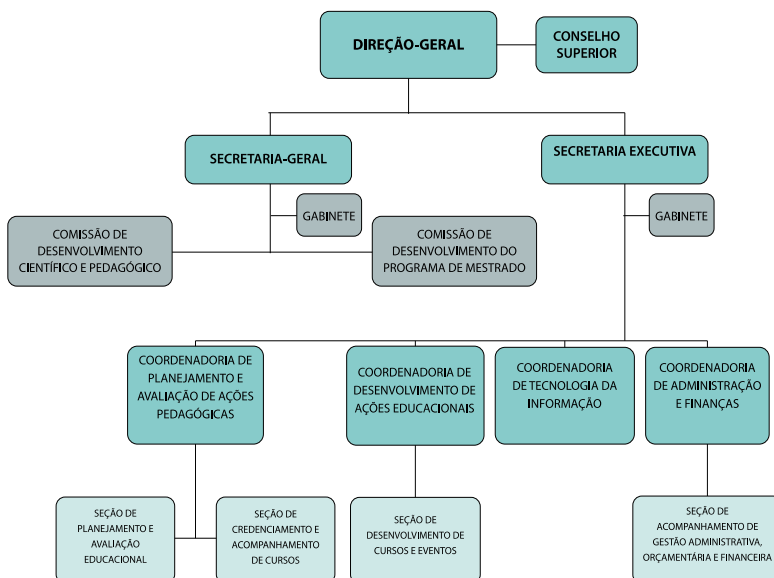 DIREÇÃO-GERAL
CONSELHO
SUPERIOR
SECRETARIA-GERAL
SECRETARIA EXECUTIVA
GABINETE
GABINETE
COMISSÃO DE
DESENVOLVIMENTO
CIENTÍFICO E PEDAGÓGICO
COMISSÃO DE
DESENVOLVIMENTO DO
PROGRAMA DE MESTRADO
COORDENADORIA DE
PLANEJAMENTO E
AVALIAÇÃO DE AÇÕES
PEDAGÓGICAS
COORDENADORIA DE
DESENVOLVIMENTO DE
AÇÕES EDUCACIONAIS
COORDENADORIA
DE TECNOLOGIA DA
INFORMAÇÃO
COORDENADORIA
DE ADMINISTRAÇÃO
E FINANÇAS
SEÇÃO DE
PLANEJAMENTO E
AVALIAÇÃO
EDUCACIONAL
SEÇÃO DE
CREDENCIAMENTO E
ACOMPANHAMENTO
DE CURSOS
SEÇÃO DE
DESENVOLVIMENTO DE
CURSOS E EVENTOS
SEÇÃO DE
ACOMPANHAMENTO DE
GESTÃO ADMINISTRATIVA,
ORÇAMENTÁRIA E FINANCEIRA